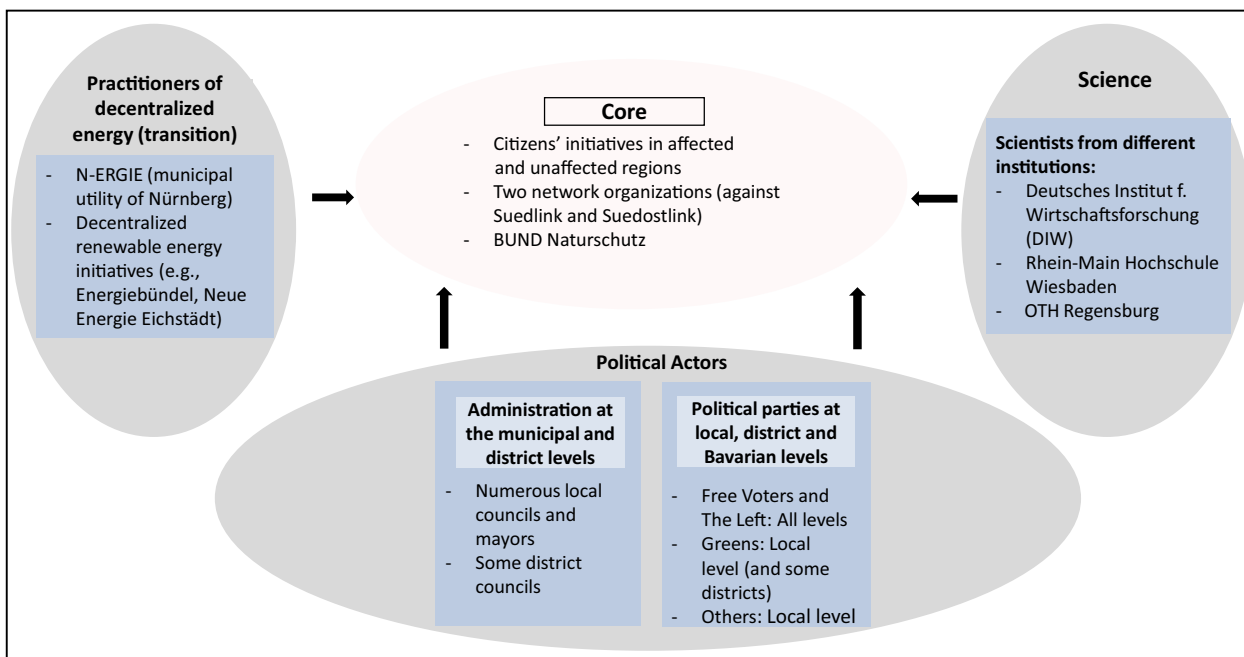 Practitioners of
decentralized
energy (transition)
- N-ERGIE (municipal
utility of Nürnberg)
- Decentralized
renewable energy
initiatives (e.g.,
Energiebündel, Neue
Energie Eichstädt)
Core
- Citizens’ initiatives in affected
and unaffected regions
- Two network organizations (against
Suedlink and Suedostlink)
- BUND Naturschutz
Science
Scientists from different
institutions:
- Deutsches Institut f.
Wirtschaftsforschung
(DIW)
- Rhein-Main Hochschule
Wiesbaden
- OTH Regensburg
Political Actors
Administration at
the municipal and
district levels
- Numerous local
councils and
mayors
- Some district
councils
Political parties at
local, district and
Bavarian levels
- Free Voters and
The Left: All levels
- Greens: Local
level (and some
districts)
- Others: Local level